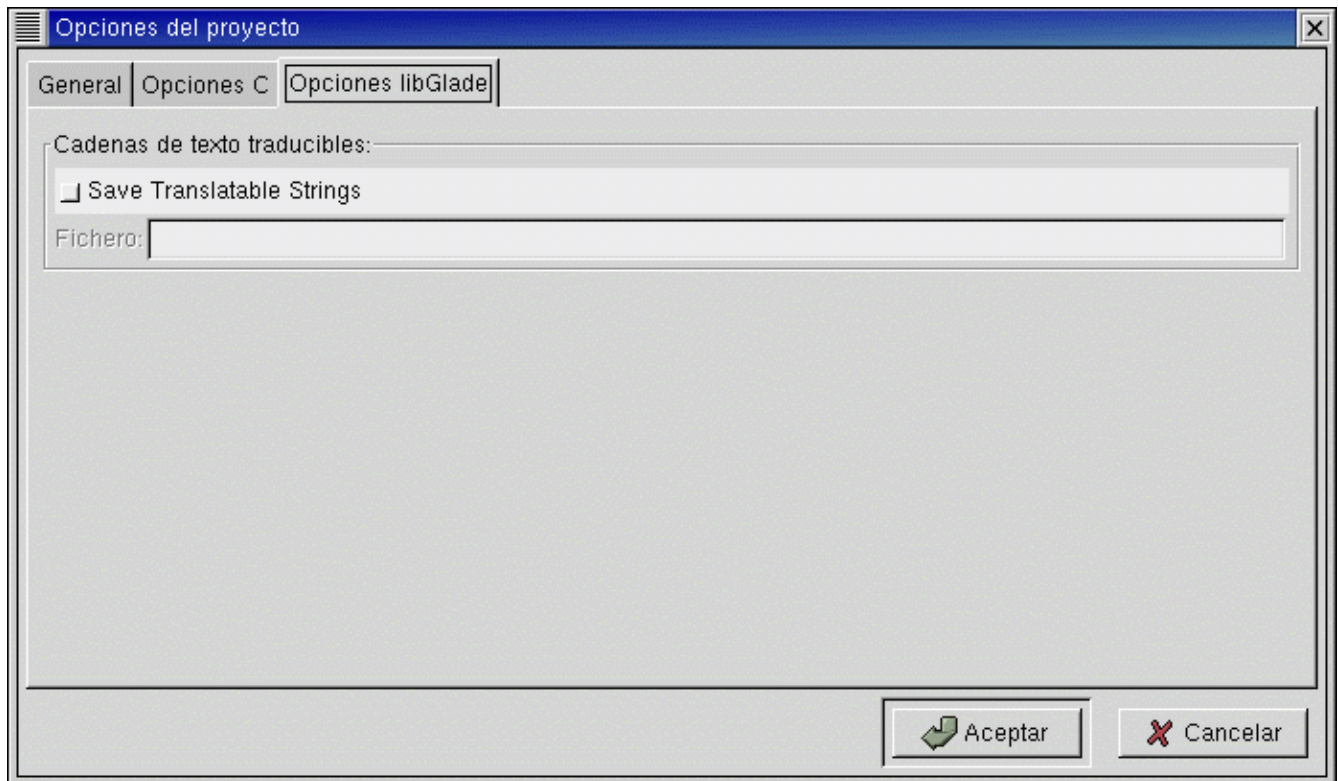 Opciones del proyecto
General Opciones C Opciones libGlade
Cadenas de texto traducibles:
Save Translatable Strings
Fichero:
Aceptar Cancelar